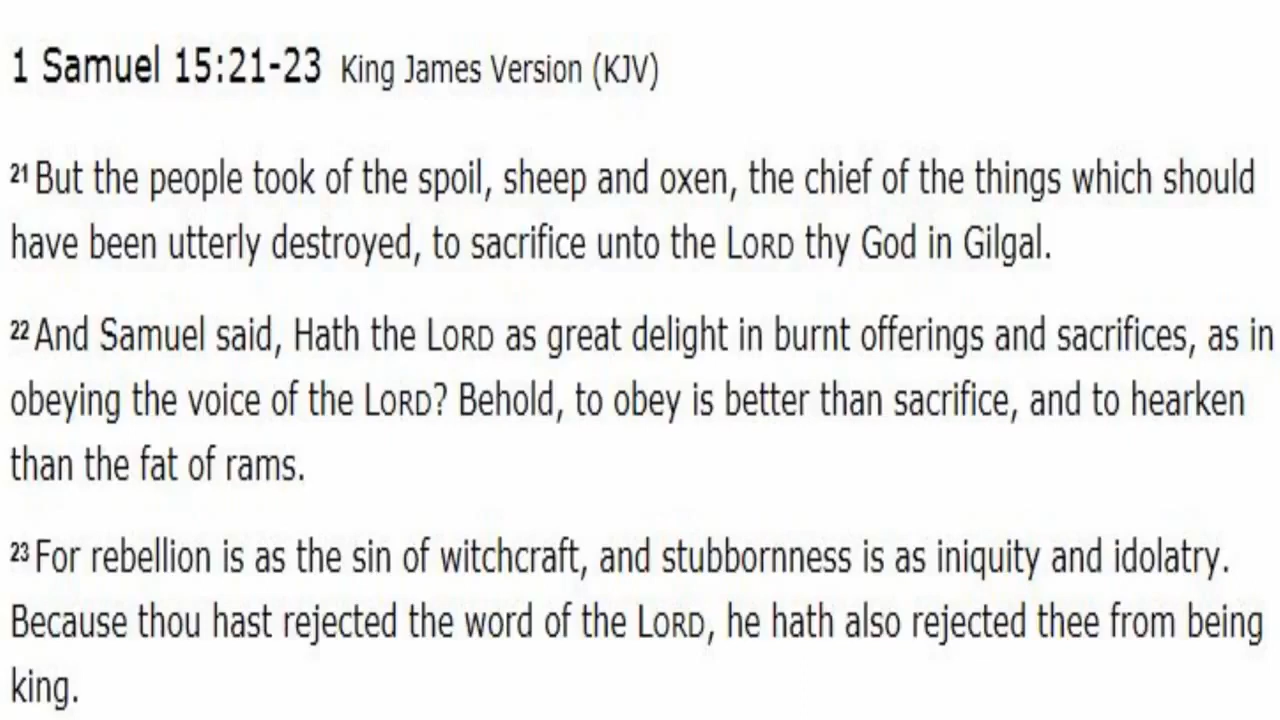 1 Samuel 15:21-23 King James Version (KJV)
21 But the people took of the spoil, sheep and oxen, the chief of the things which should
have been utterly destroyed, to sacrifice unto the LORD thy God in Gilgal.
22 And Samuel said, Hath the LORD as great delight in burnt offerings and sacrifices, as in
obeying the voice of the LORD? Behold, to obey is better than sacrifice, and to hearken
than the fat of rams.
23 For rebellion is as the sin of witchcraft, and stubbornness is as iniquity and idolatry.
Because thou hast rejected the word of the LORD, he hath also rejected thee from being
king.